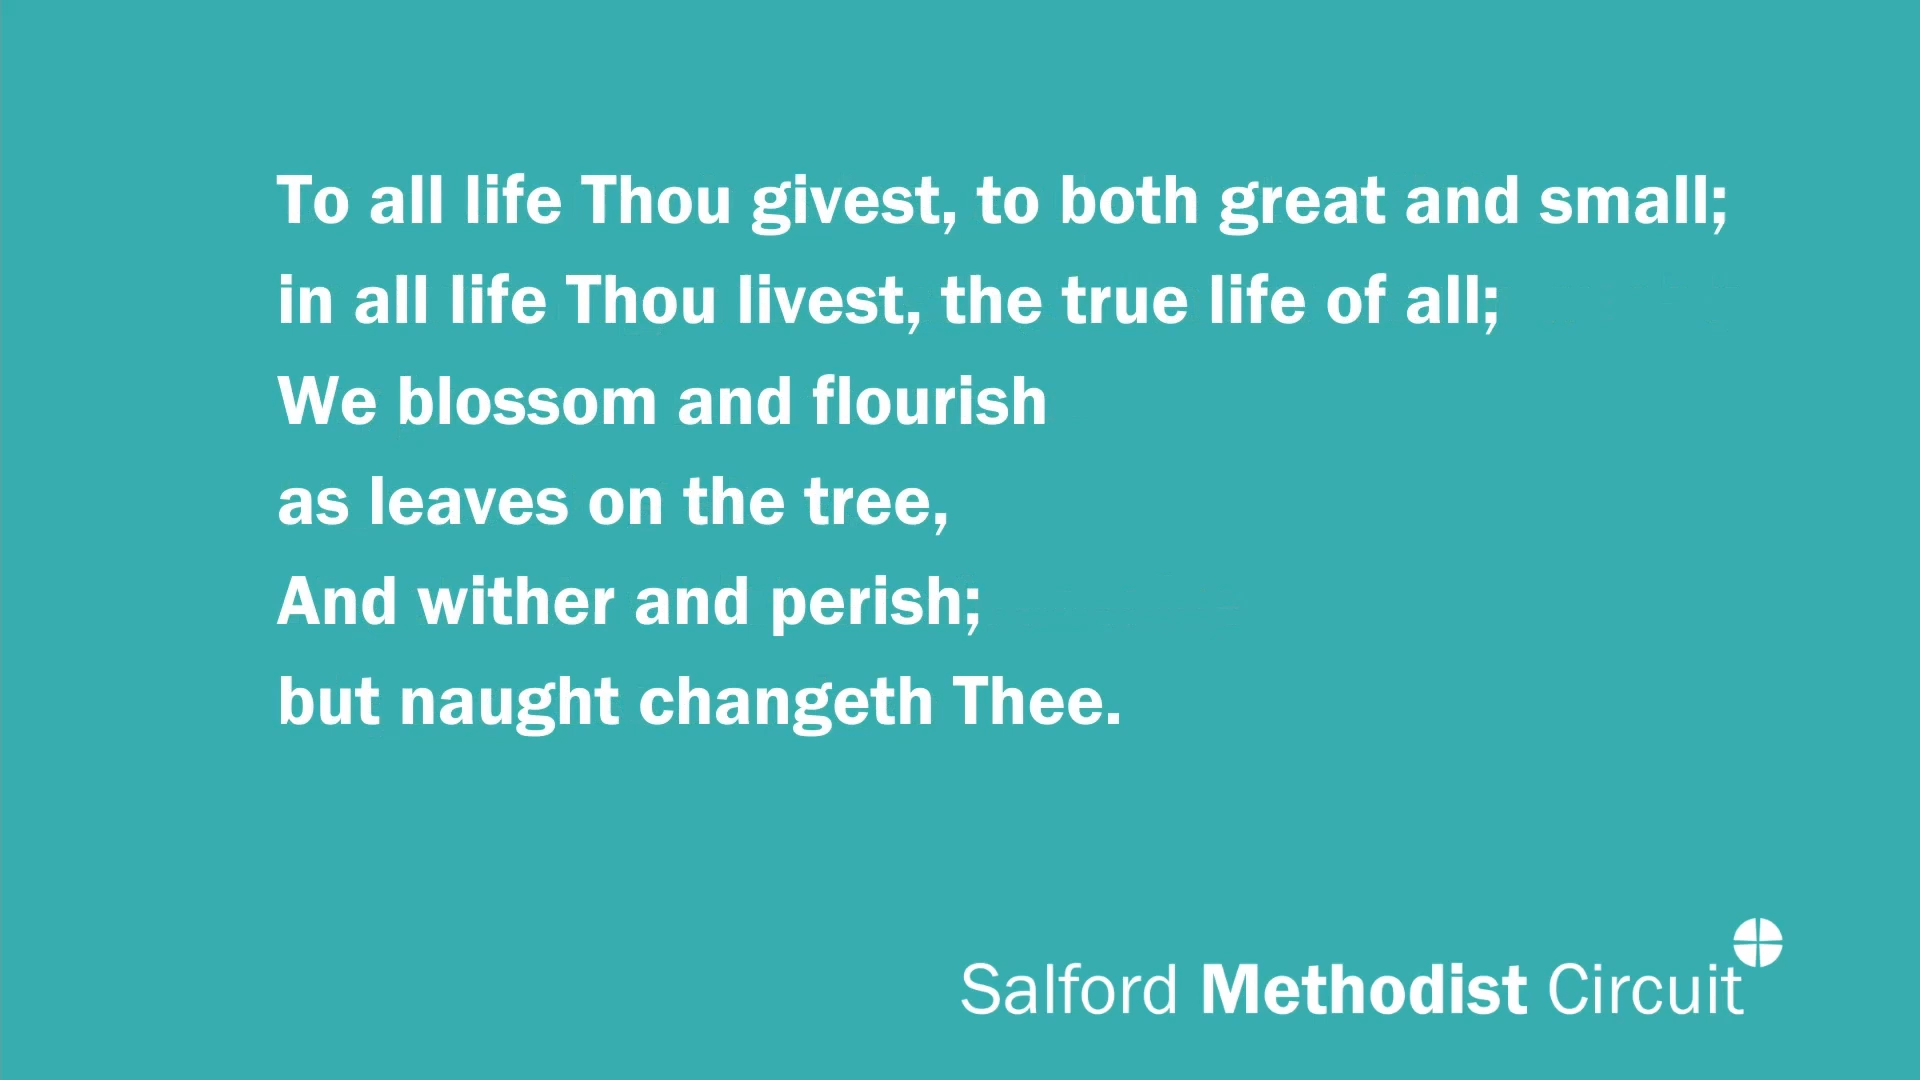 To all life Thou givest, to both great and small;
in all life Thou livest, the true life of all;
We blossom and flourish
as leaves on the tree,
And wither and perish;
but naught changeth Thee.
Salford Methodist Circuit